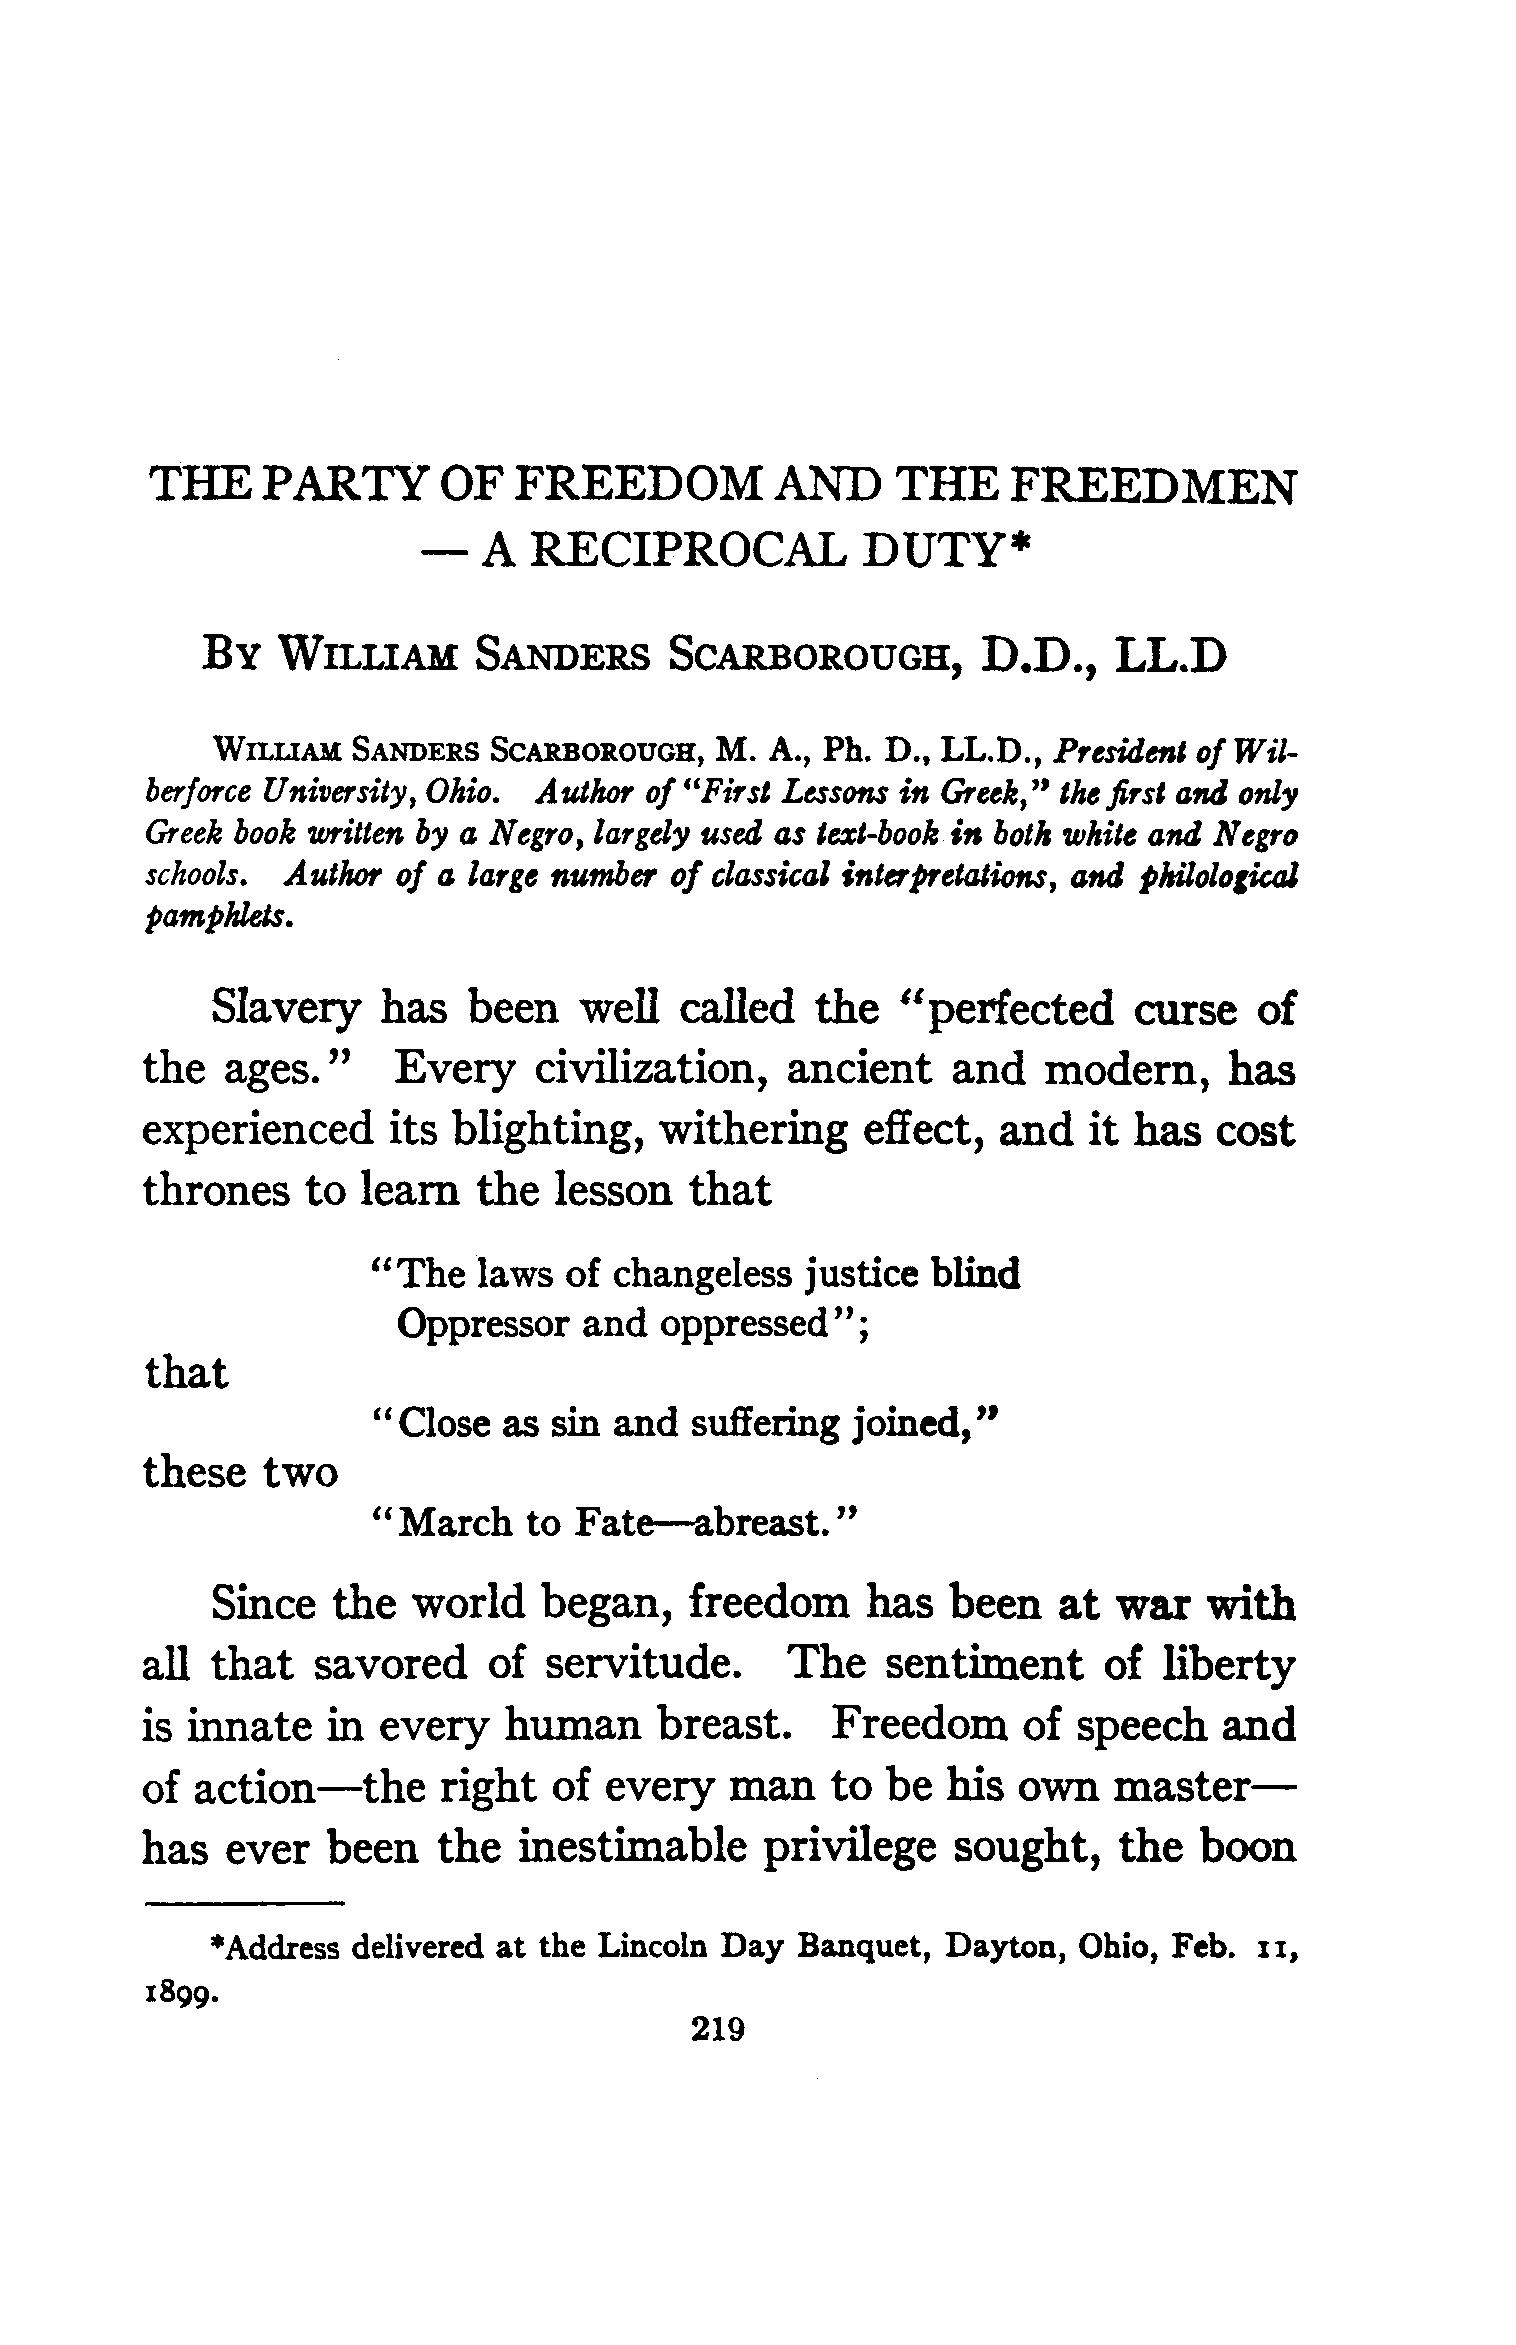 THE PARTY OF FREEDOM AND THE FREEDMEN
— A RECIPROCAL DUTY*
By William Sanders Scarborough, D.D., LL.D
William Sanders Scarborough, M. A., Ph. D., LL.D., President of Wil-
berforce University, Ohio. Author of "First Lessons in Greek," the first and only
Greek book written by a Negro, largely used as text-book in both white and Negro
schools. Author of a large number of classical interpretations, and philological
pamphlets.
Slavery has been well called the "perfected curse of
the ages." Every civilization, ancient and modern, has
experienced its blighting, withering effect, and it has cost
thrones to learn the lesson that
"The laws of changeless justice blind
Oppressor and oppressed";
that
"Close as sin and suffering joined,"
these two
"March to Fate—abreast."
Since the world began, freedom has been at war with
all that savored of servitude. The sentiment of liberty
is innate in every human breast. Freedom of speech and
of action—the right of every man to be his own master—
has ever been the inestimable privilege sought, the boon
*Address delivered at the Lincoln Day Banquet, Dayton, Ohio, Feb. 11,
1899.
219